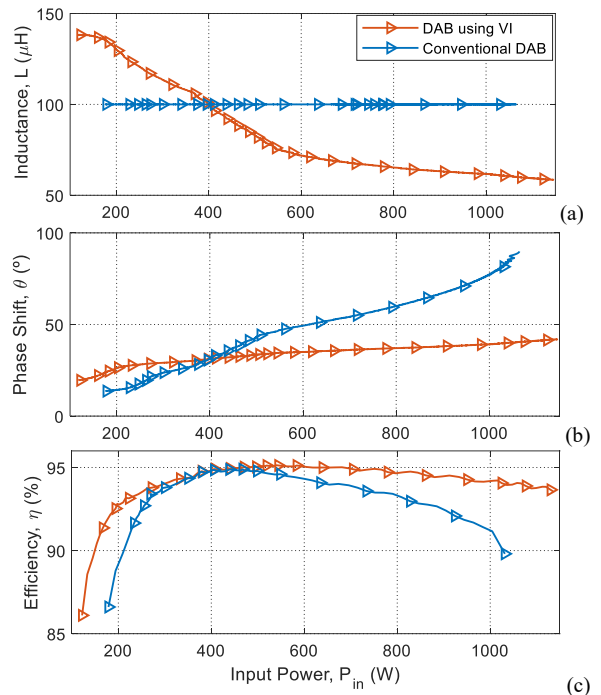 150
100
50
Inductance, L (μH)
DAB using VI
Conventional DAB
200 400 600 800 1000
(a)
100
50
0
Phase Shift, θ (º)
200 400 600 800 1000
(b)
95
90
85
Efficiency, η (%)
200 400 600 800 1000
Input Power, P_in (W)
(c)